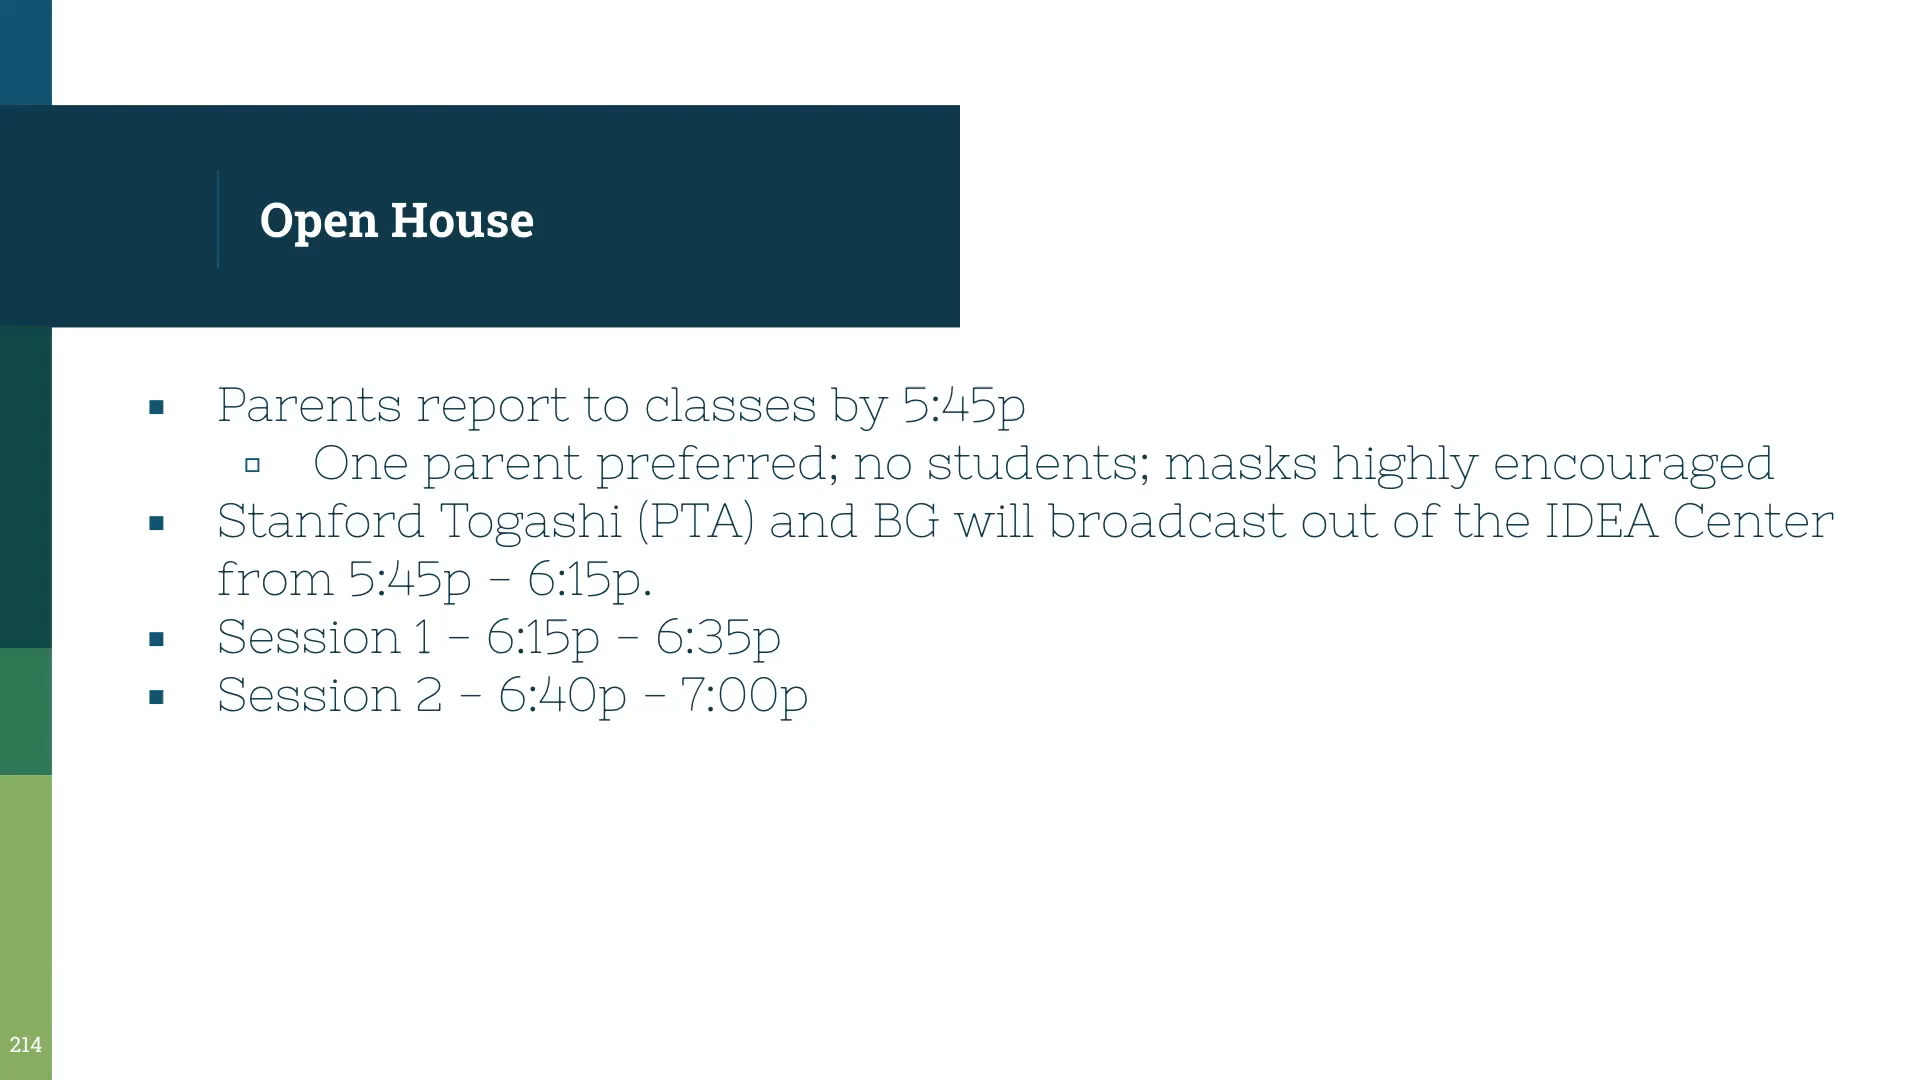 Open House
Parents report to classes by 5:45p
One parent preferred; no students; masks highly encouraged
Stanford Togashi (PTA) and BG will broadcast out of the IDEA Center
from 5:45p – 6:15p.
Session 1 – 6:15p – 6:35p
Session 2 – 6:40p – 7:00p
214